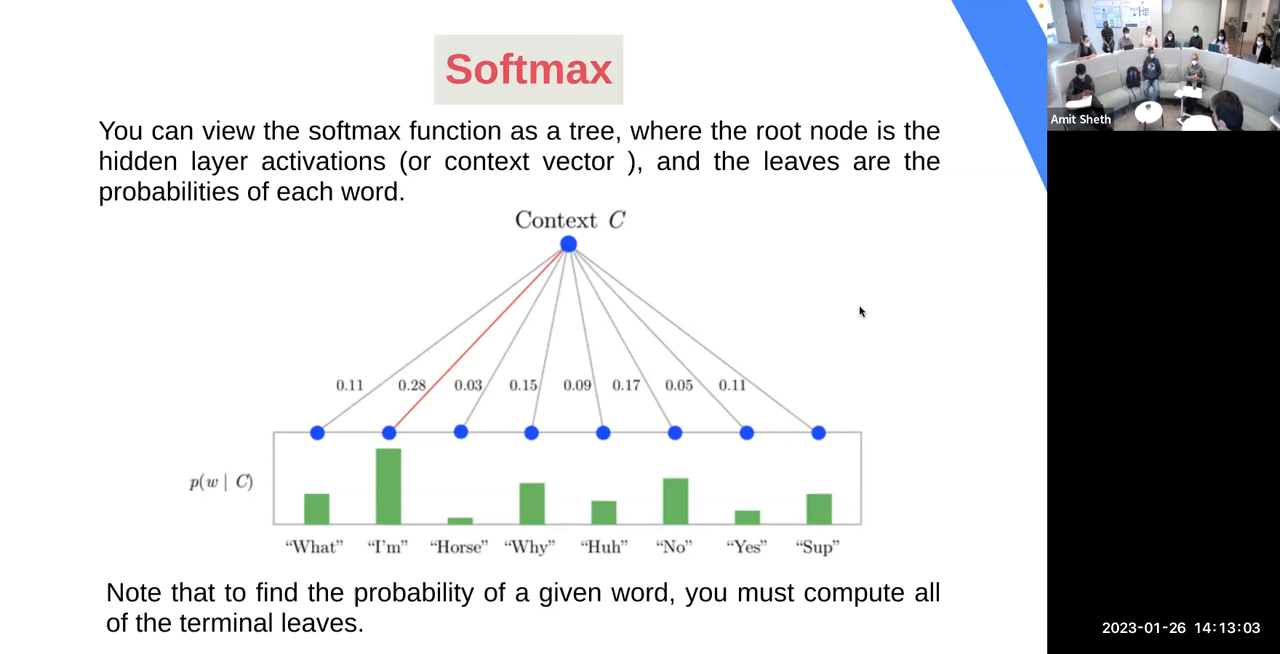 Softmax
You can view the softmax function as a tree, where the root node is the
hidden layer activations (or context vector ), and the leaves are the
probabilities of each word.
Context C
0.11 0.28 0.03 0.15 0.09 0.17 0.05 0.11
p(w | C)
“What” “I’m” “Horse” “Why” “Huh” “No” “Yes” “Sup”
Note that to find the probability of a given word, you must compute all
of the terminal leaves.
Amit Sheth
2023-01-26 14:13:03